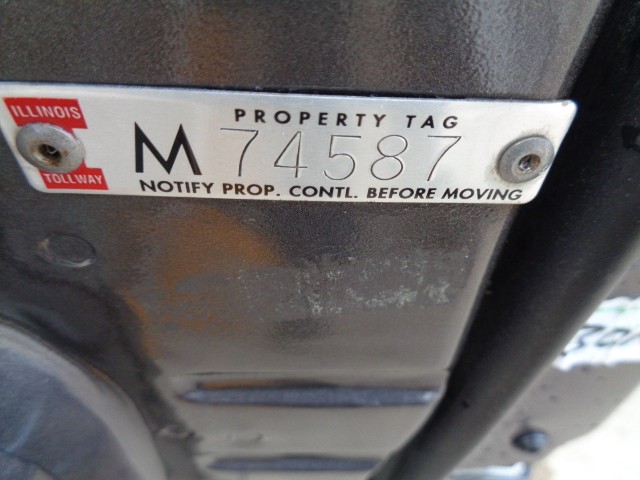 ILLINOIS
TOLLWAY
PROPERTY TAG
M 74587
NOTIFY PROP. CONTL. BEFORE MOVING